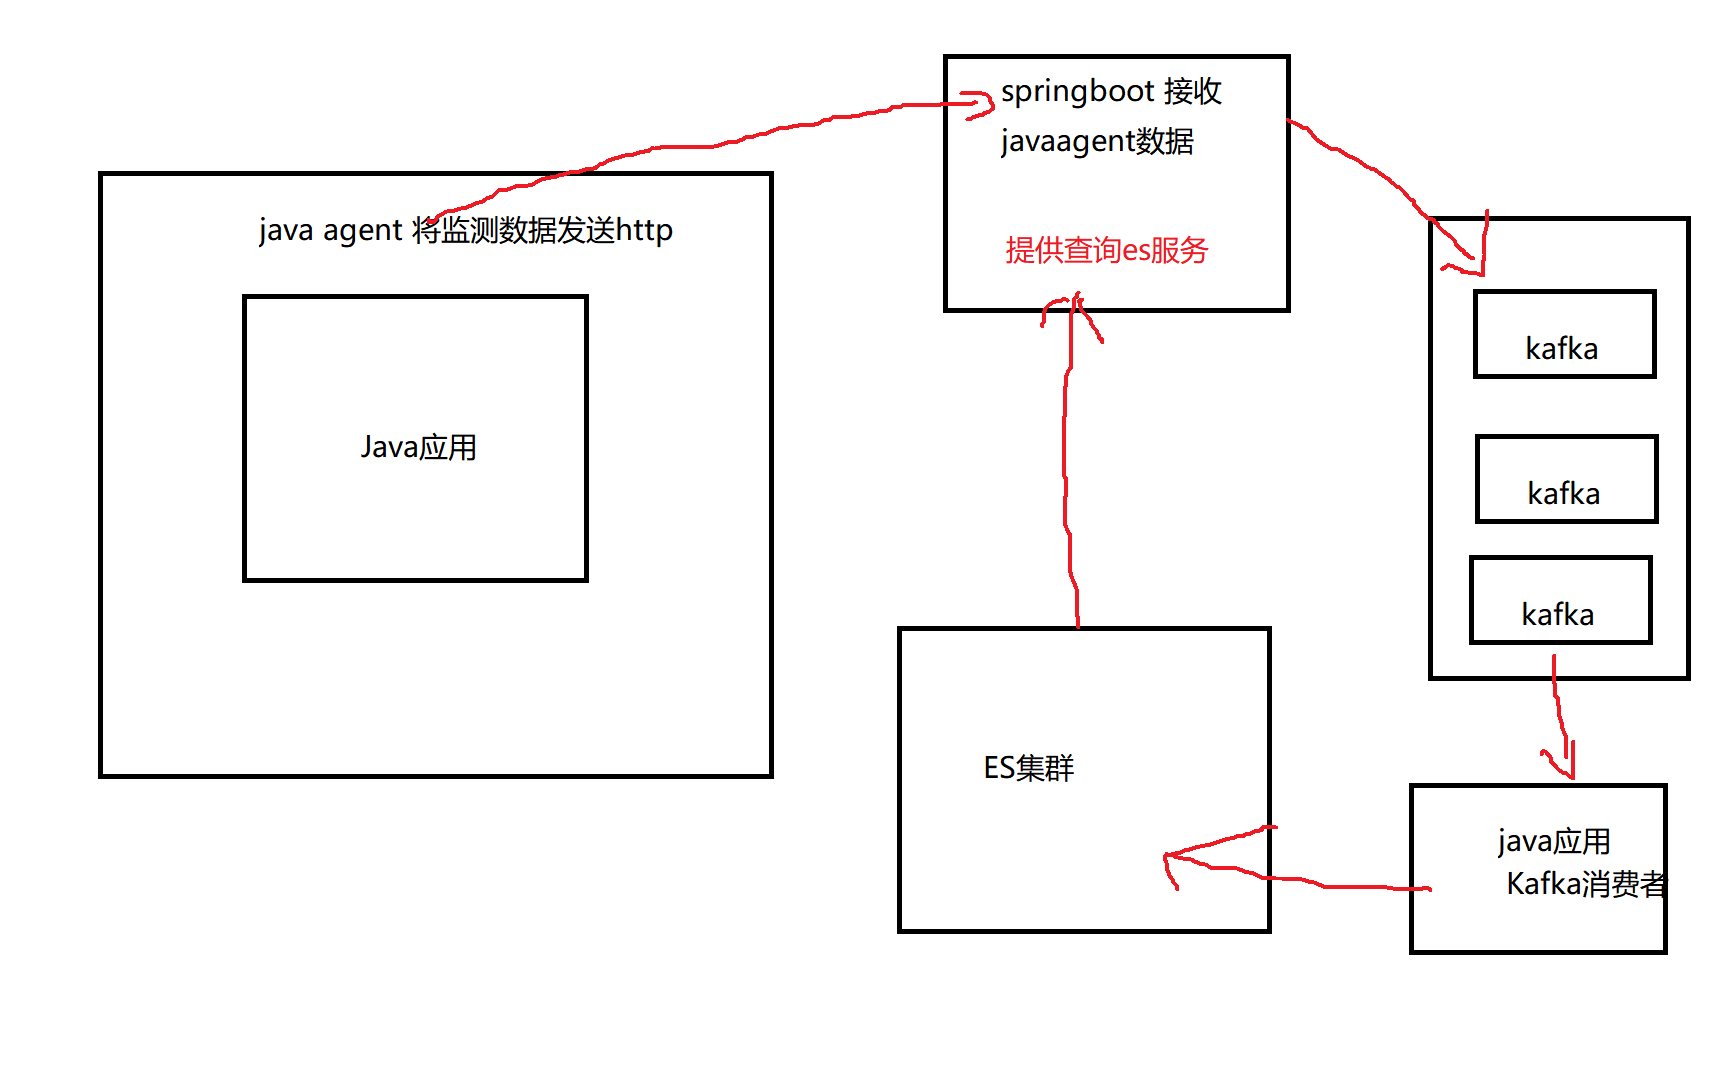 springboot 接收
javaagent数据
提供查询es服务
java agent 将监测数据发送http
Java应用
kafka
kafka
kafka
ES集群
java应用
Kafka消费者